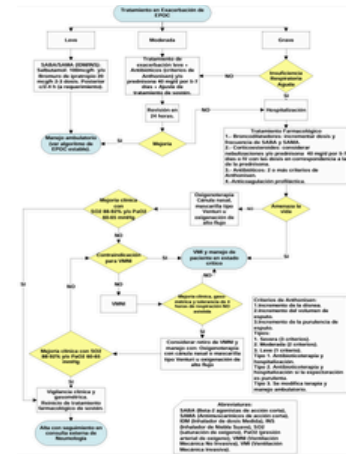 Tratamiento en Exacerbación de
EPOC
Leve
Moderada
Grave
SABA/SAMA (IDM/INS):
Salbutamol 100mcg/h y/o
Bromuro de Ipratropio 20
mcg/h 2-3 dosis. Posterior
c/ 2-4 h (a requerimiento)
Tratamiento de
exacerbación leve +
Antibióticos (criterios de
Anthonisen) y/o
prednisona 40 mg/d por 5-7
días + Ajuste de
tratamiento de sostén.
Insuficiencia
Respiratoria
Aguda
NO
SI
Revisión en
24 horas.
NO
Hospitalización
Manejo ambulatorio
(ver algoritmo de
EPOC estable).
SI
Mejoría
Tratamiento Farmacológico
1.- Broncodilatadores: incrementar dosis y
frecuencia de SABA y SAMA.
2.- Corticoesteroides: considerar
nebulizaciones y/o prednisona 40 mg/d por 5-7
días o IV con las dosis en correspondencia a la
de la prednisona.
3.- Antibióticos: 2 o más criterios de
Anthonisen.
4.- Anticoagulación profiláctica.
Mejoría clínica
con
SO2 88-92% y/o PaO2
60-65 mmHg
Oxigenoterapia
Cánula nasal,
mascarilla tipo
Venturi u
oxigenación de
alto flujo
NO
Amenaza la
vida
SI
NO
SI
Contraindicación
para VMNI
SI
VMI y manejo de
paciente en estado
crítico
NO
NO
VMNI
Mejoría clínica, gaso-
métrica y tolerancia de 4
horas de respiración NO
asistida
SI
Criterios de Anthonisen:
1.Incremento de la disnea.
2.Incremento del volumen de
esputo.
3.Incremento de la purulencia de
esputo.
Tipos:
1. Severa (3 criterios)
2. Moderada (2 criterios)
3. Leve (1 criterio).
Tipo 1. Antibioticoterapia y
hospitalización.
Tipo 2. Antibioticoterapia y
hospitalización si la expectoración
es purulenta.
Tipo 3. Se modifica terapia y
manejo ambulatorio.
Considerar retiro de VMNI y
manejo con: Oxigenoterapia
con cánula nasal o mascarilla
tipo Venturi u oxigenación de
alto flujo
Mejoría clínica con SO2
88-92% y/o PaO2 60-65
mmHg
SI
Vigilancia clínica y
gasométrica.
Reinicio de tratamiento
farmacológico de sostén.
Alta con seguimiento en
consulta externa de
Neumología
Abreviaturas:
SABA (Beta-2 agonistas de acción corta),
SAMA (Antimuscarínicos de acción corta),
IDM (Inhalador de dosis Medida), INS
(Inhalador de Niebla Suave), SO2
(saturación de oxígeno), PaO2 (presión
arterial de oxígeno), VMNI (Ventilación
Mecánica No Invasiva), VMI (Ventilación
Mecánica Invasiva).